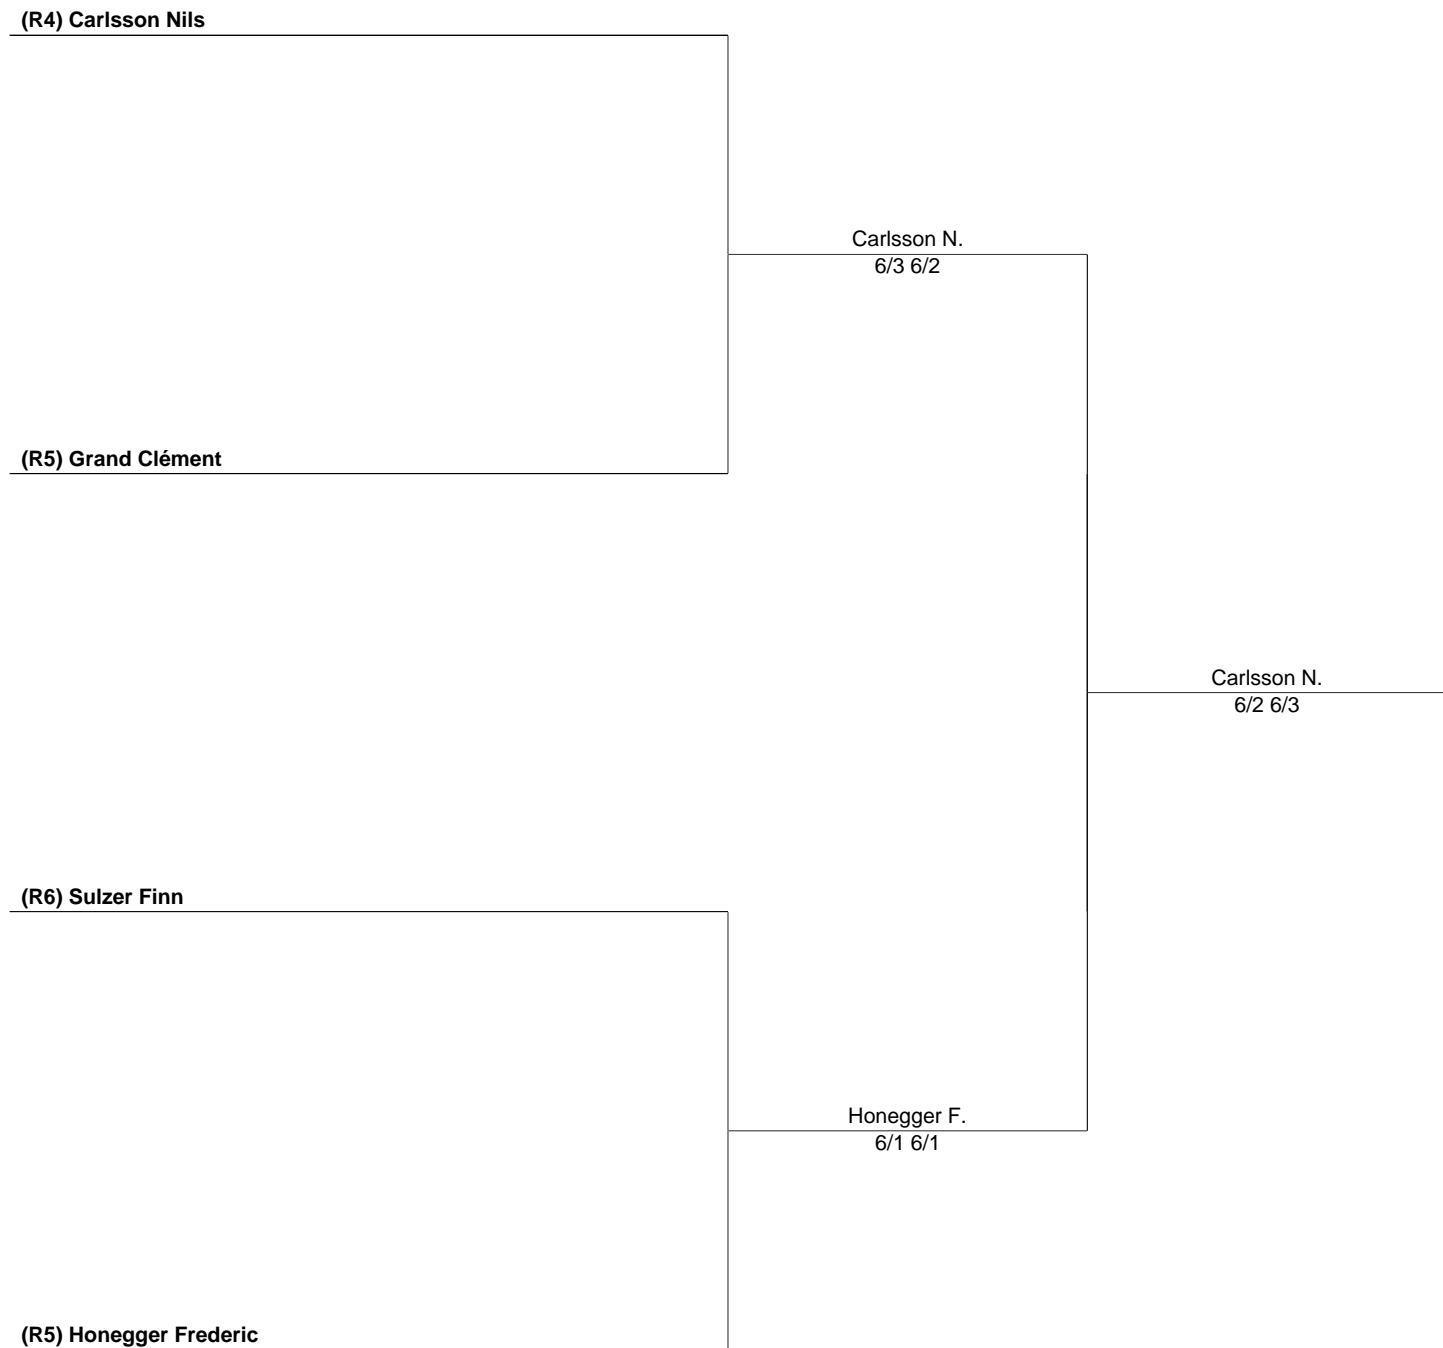 (R4) Carlsson Nils
Carlsson N.
6/3 6/2
(R5) Grand Clément
Carlsson N.
6/2 6/3
(R6) Sulzer Finn
Honegger F.
6/1 6/1
(R5) Honegger Frederic